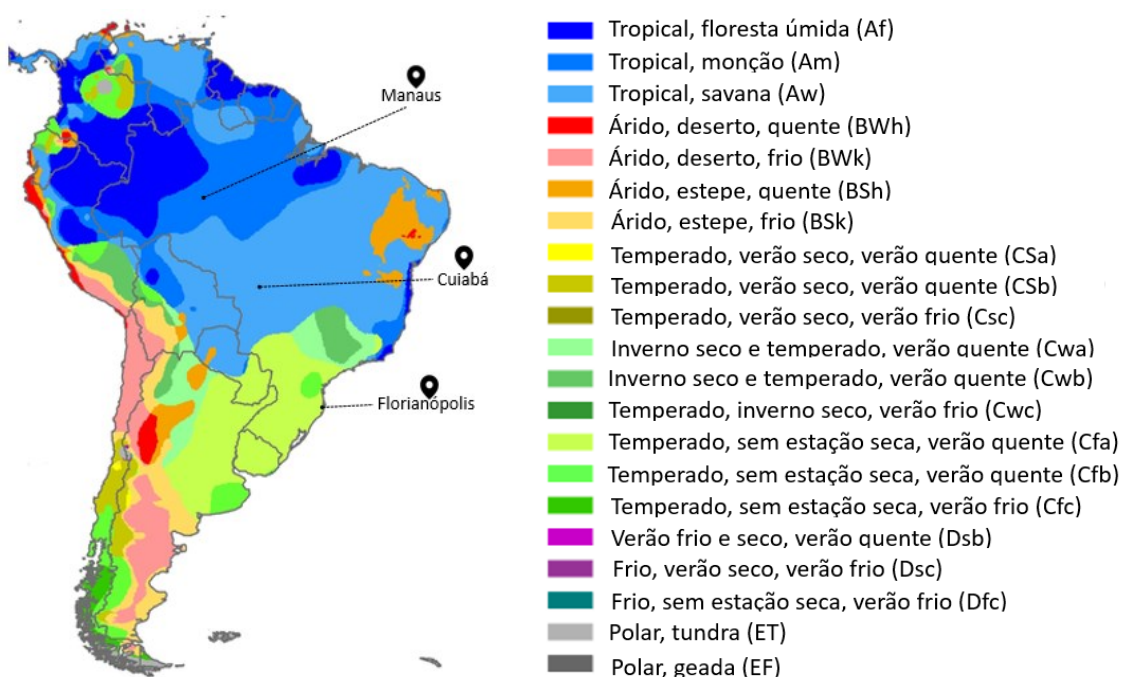 Manaus
Cuiabá
Florianópolis
Tropical, floresta úmida (Af)
Tropical, monção (Am)
Tropical, savana (Aw)
Árido, deserto, quente (BWh)
Árido, deserto, frio (BWk)
Árido, estepe, quente (BSh)
Árido, estepe, frio (BSk)
Temperado, verão seco, verão quente (CSa)
Temperado, verão seco, verão quente (CSb)
Temperado, verão seco, verão frio (Csc)
Inverno seco e temperado, verão quente (Cwa)
Inverno seco e temperado, verão quente (Cwb)
Temperado, inverno seco, verão frio (Cwc)
Temperado, sem estação seca, verão quente (Cfa)
Temperado, sem estação seca, verão quente (Cfb)
Temperado, sem estação seca, verão frio (Cfc)
Verão frio e seco, verão quente (Dsb)
Frio, verão seco, verão frio (Dsc)
Frio, sem estação seca, verão frio (Dfc)
Polar, tundra (ET)
Polar, geada (EF)